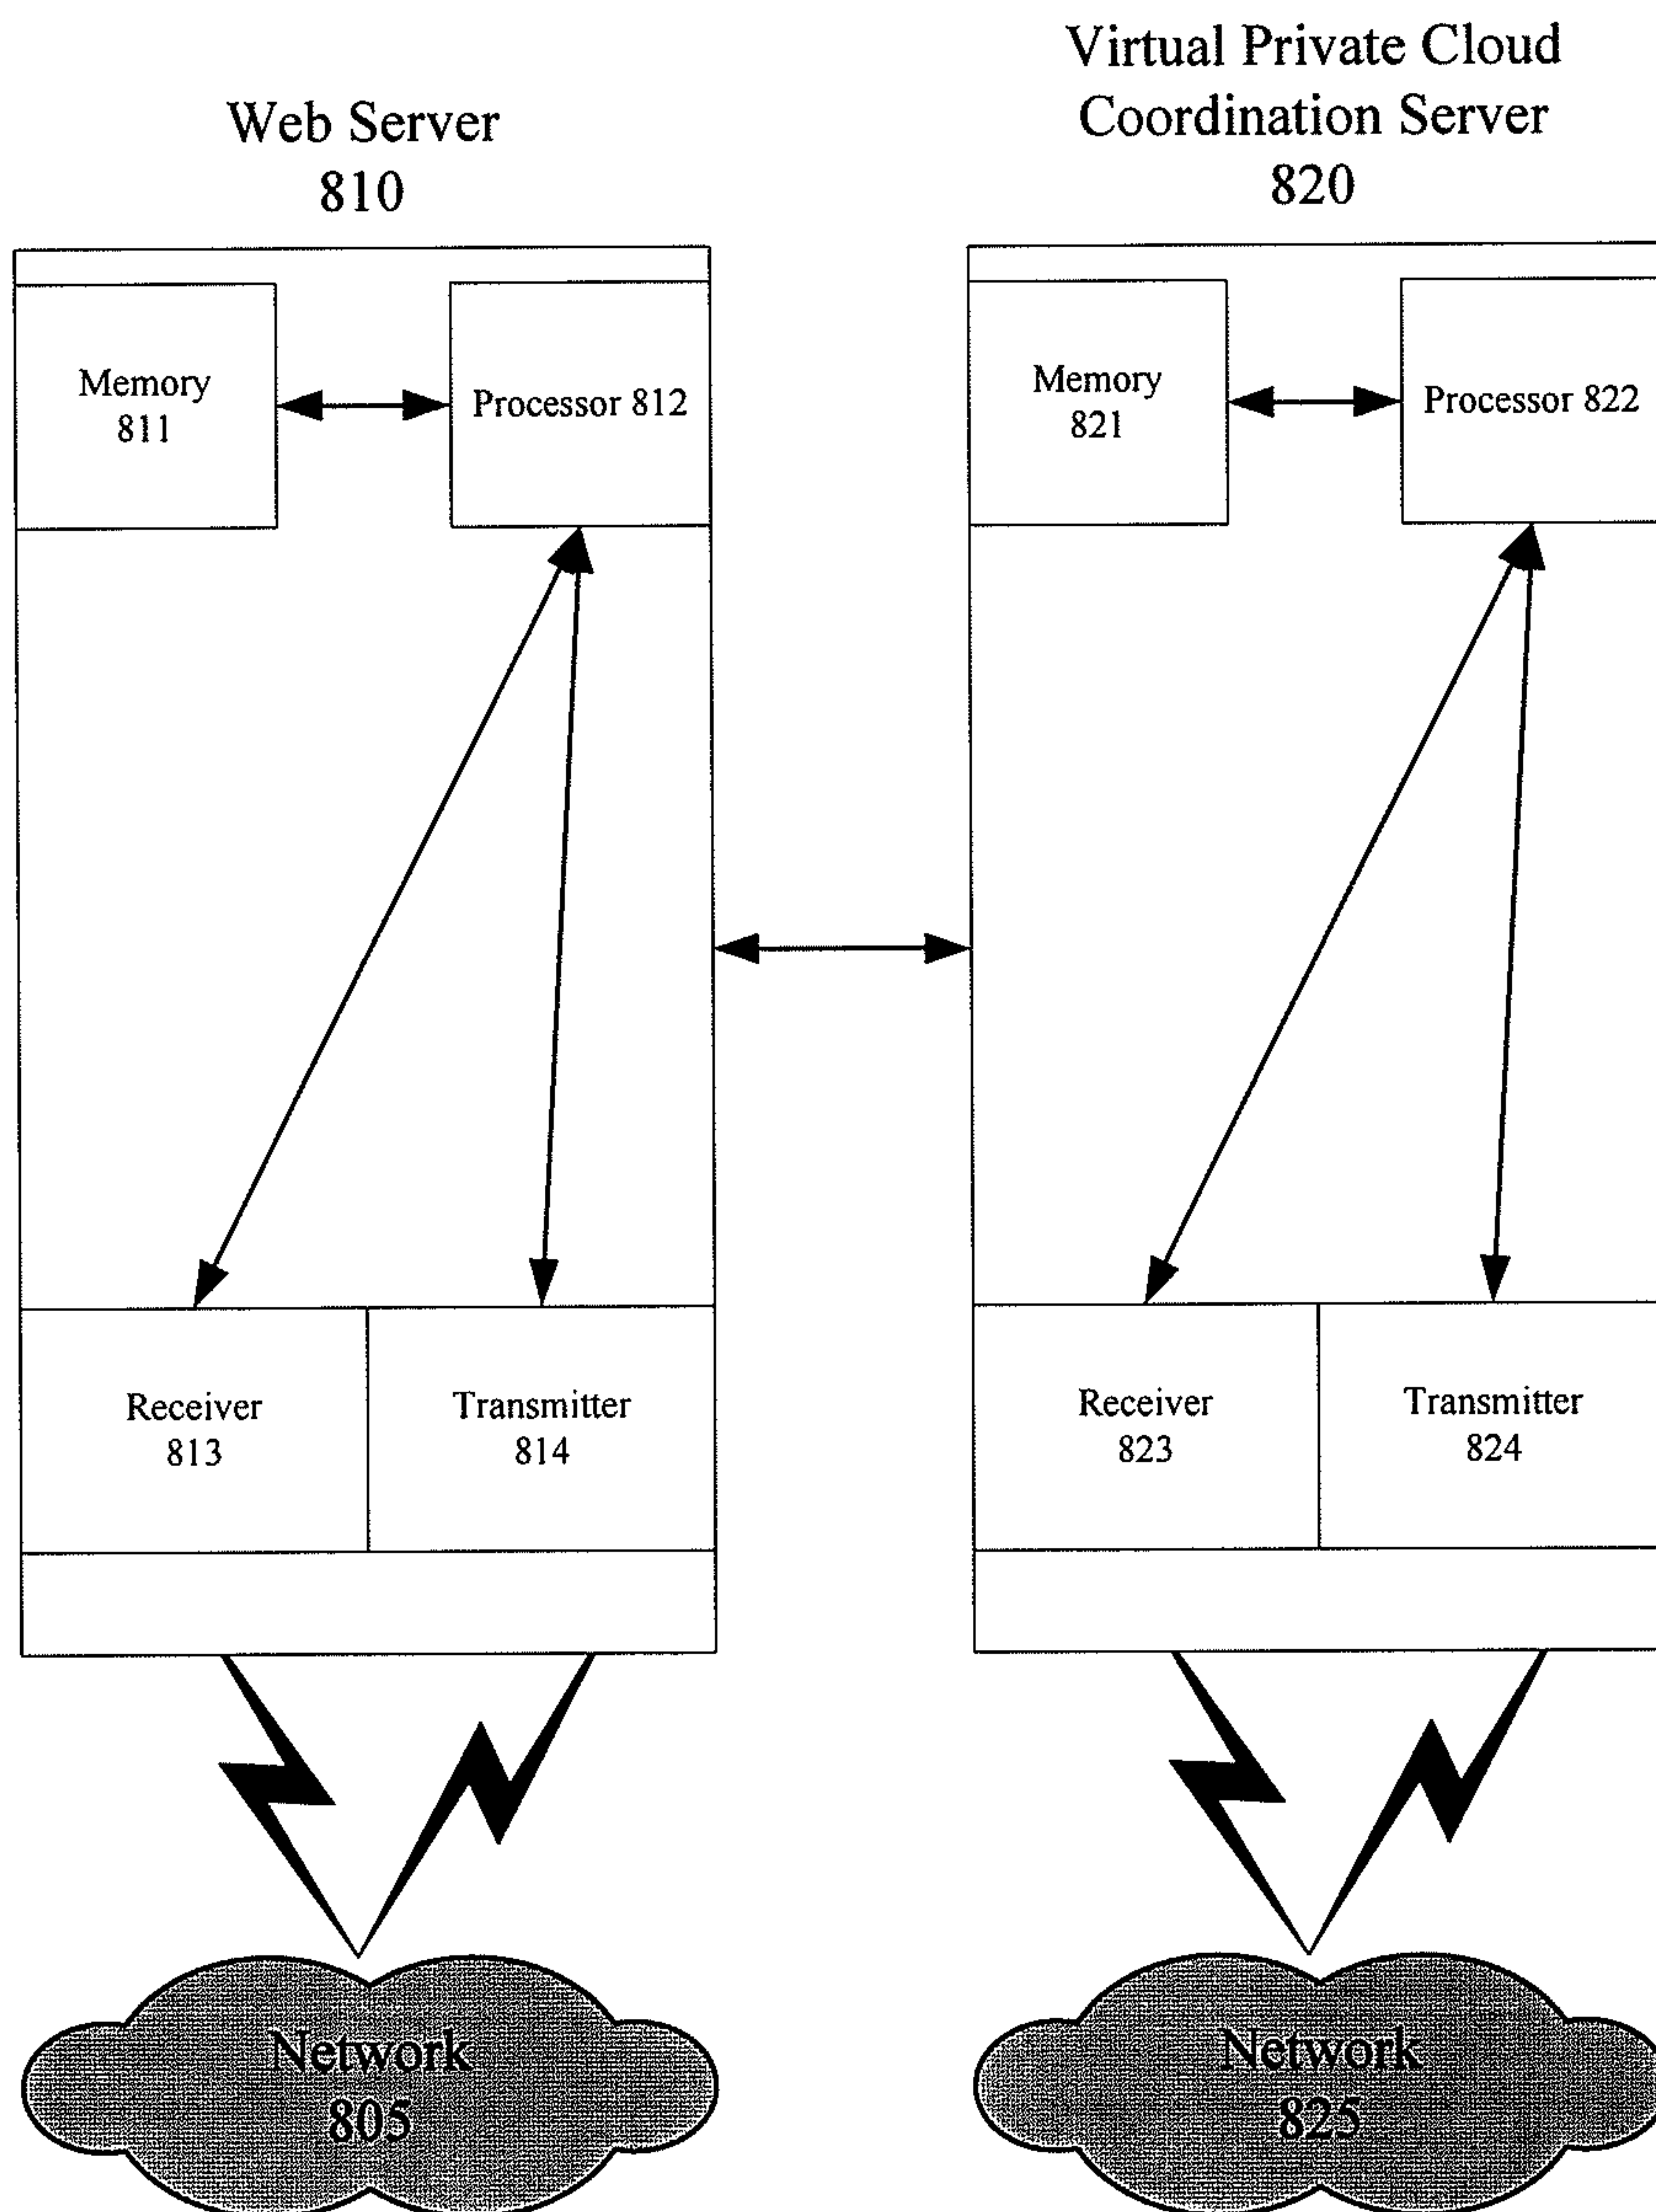 Web Server
810
Virtual Private Cloud
Coordination Server
820
Memory
811
Processor 812
Memory
821
Processor 822
Receiver
813
Transmitter
814
Receiver
823
Transmitter
824
Network
805
Network
825